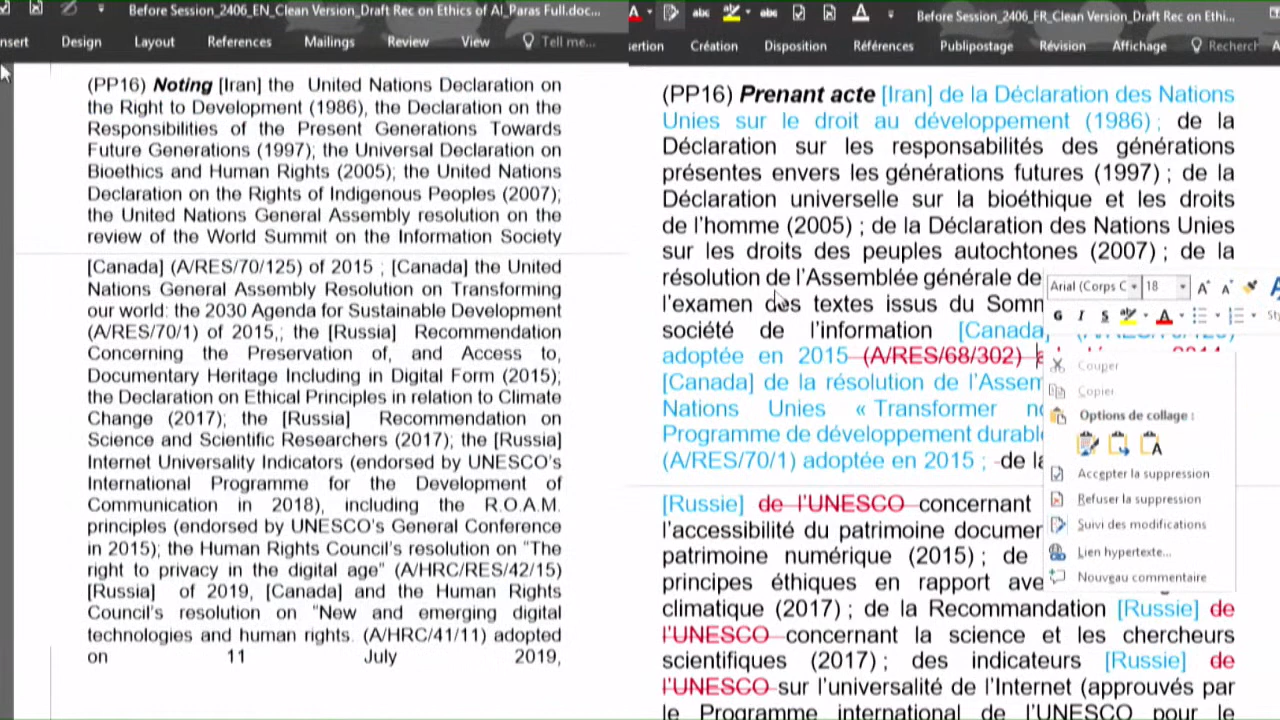 Before Session_2406_EN_Clean Version_Draft Rec on Ethics of AI_Paras Full.doc...
nsert Design Layout References Mailings Review View Tell me...
(PP16) Noting [Iran] the United Nations Declaration on
the Right to Development (1986), the Declaration on the
Responsibilities of the Present Generations Towards
Future Generations (1997); the Universal Declaration on
Bioethics and Human Rights (2005); the United Nations
Declaration on the Rights of Indigenous Peoples (2007);
the United Nations General Assembly resolution on the
review of the World Summit on the Information Society
[Canada] (A/RES/70/125) of 2015 ; [Canada] the United
Nations General Assembly Resolution on Transforming
our world: the 2030 Agenda for Sustainable Development
(A/RES/70/1) of 2015,; the [Russia] Recommendation
Concerning the Preservation of, and Access to,
Documentary Heritage Including in Digital Form (2015);
the Declaration on Ethical Principles in relation to Climate
Change (2017); the [Russia] Recommendation on
Science and Scientific Researchers (2017); the [Russia]
Internet Universality Indicators (endorsed by UNESCO's
International Programme for the Development of
Communication in 2018), including the R.O.A.M.
principles (endorsed by UNESCO's General Conference
in 2015); the Human Rights Council's resolution on “The
right to privacy in the digital age” (A/HRC/RES/42/15)
[Russia] of 2019, [Canada] and the Human Rights
Council's resolution on “New and emerging digital
technologies and human rights. (A/HRC/41/11) adopted
on 11 July 2019,
Before Session_2406_FR_Clean Version_Draft Rec on Ethi...
sertion Création Disposition Références Publipostage Révision Affichage Recherc
(PP16) Prenant acte [Iran] de la Déclaration des Nations
Unies sur le droit au développement (1986) ; de la
Déclaration sur les responsabilités des générations
présentes envers les générations futures (1997) ; de la
Déclaration universelle sur la bioéthique et les droits
de l'homme (2005) ; de la Déclaration des Nations Unies
sur les droits des peuples autochtones (2007) ; de la
résolution de l'Assemblée générale de
l'examen des textes issus du Som
société de l'information [Canada]
adoptée en 2015 (A/RES/68/302)
[Canada] de la résolution de l'Assem
Nations Unies « Transformer no
Programme de développement durabl
(A/RES/70/1) adoptée en 2015 ; de la
[Russie] de l'UNESCO concernant
l'accessibilité du patrimoine documen
patrimoine numérique (2015) ; de
principes éthiques en rapport ave
climatique (2017) ; de la Recommandation [Russie] de
l'UNESCO concernant la science et les chercheurs
scientifiques (2017) ; des indicateurs [Russie] de
l'UNESCO sur l'universalité de l'Internet (approuvés par
le Programme international de l'UNESCO pour le
Arial (Corps C 18
G I S
Couper
Copier
Options de collage :
Accepter la suppression
Refuser la suppression
Suivi des modifications
Lien hypertexte...
Nouveau commentaire